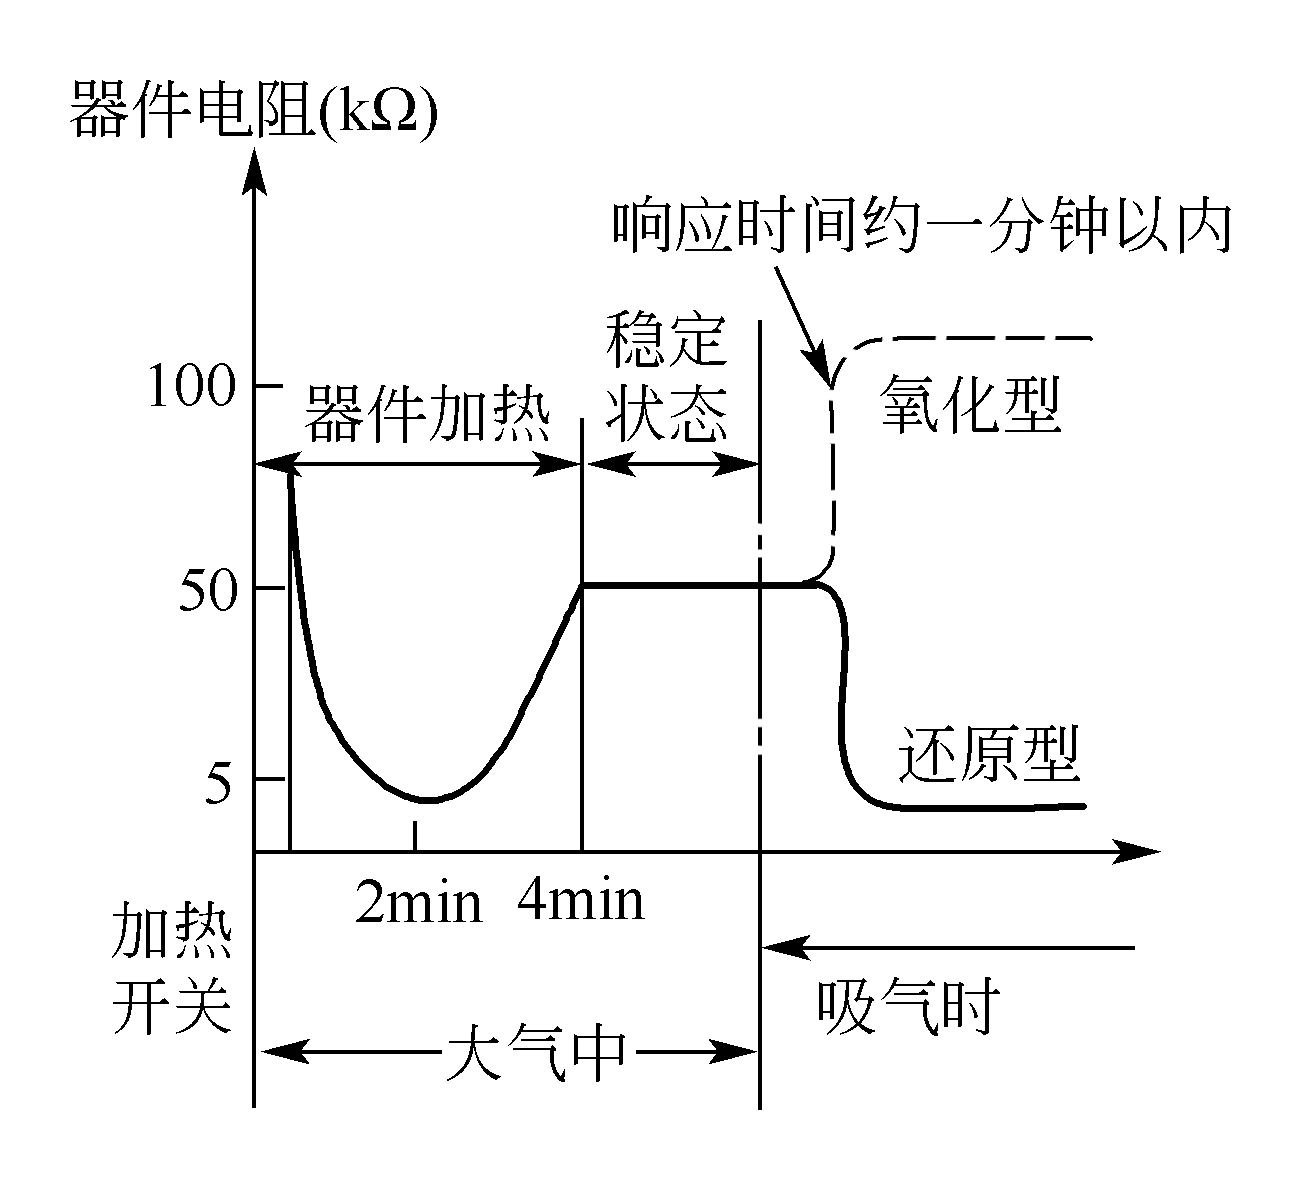 器件电阻(kΩ)
响应时间约一分钟以内
稳定
状态
100
器件加热
氧化型
50
还原型
5
2min
4min
加热
开关
吸气时
大气中